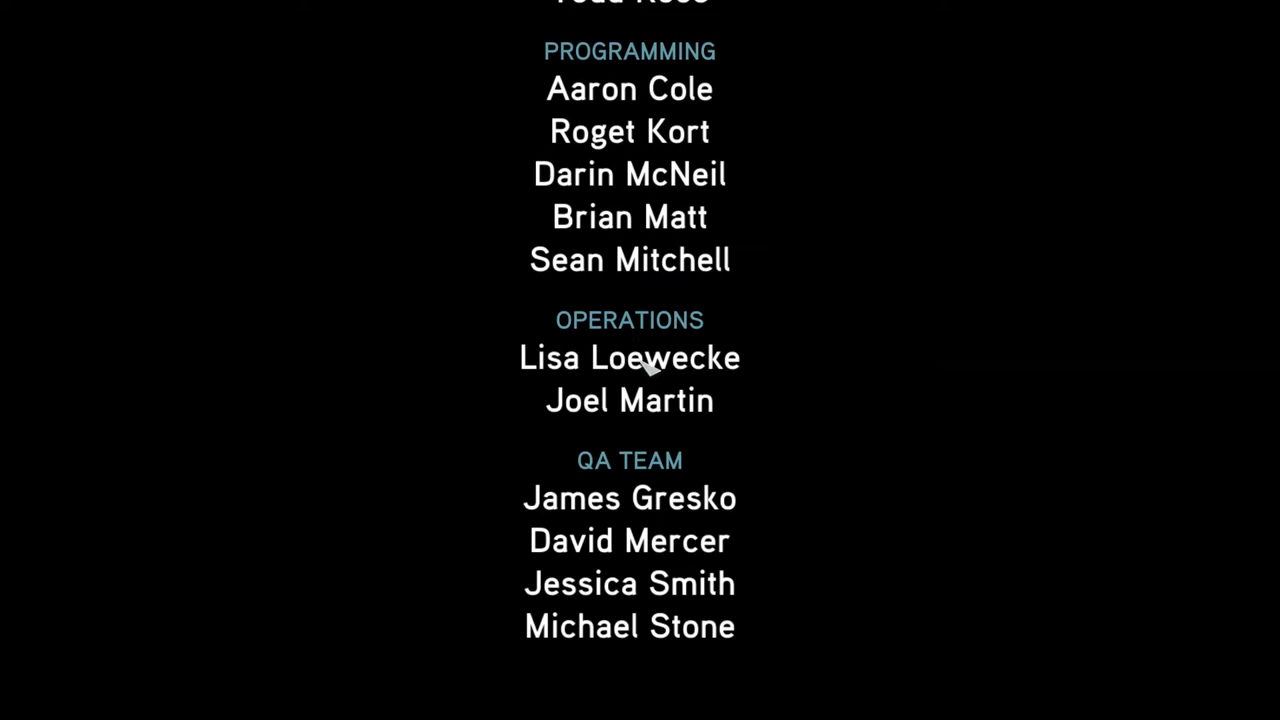 PROGRAMMING
Aaron Cole
Roget Kort
Darin McNeil
Brian Matt
Sean Mitchell
OPERATIONS
Lisa Loewecke
Joel Martin
QA TEAM
James Gresko
David Mercer
Jessica Smith
Michael Stone